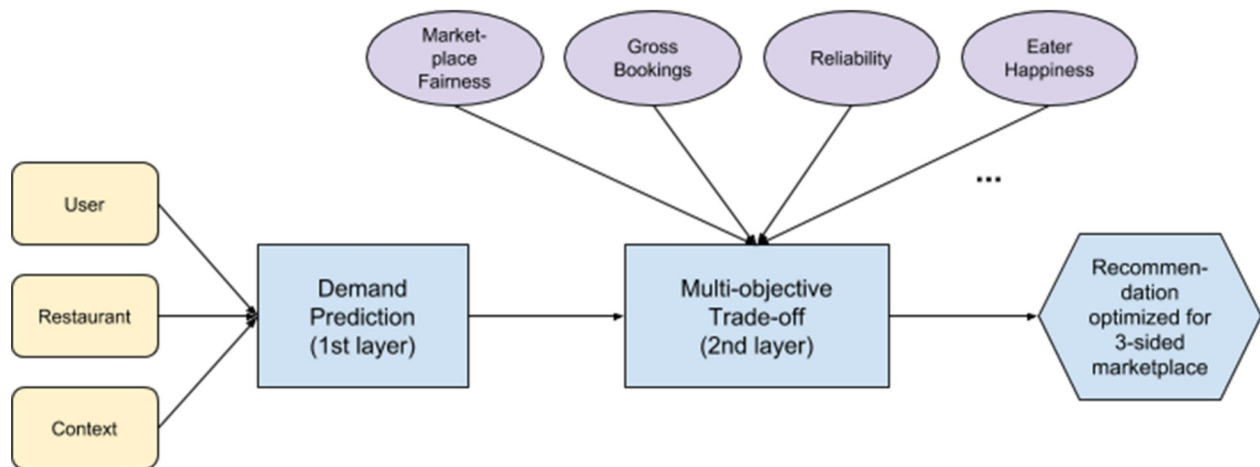 Market-
place
Fairness
Gross
Bookings
Reliability
Eater
Happiness
...
User
Restaurant
Context
Demand
Prediction
(1st layer)
Multi-objective
Trade-off
(2nd layer)
Recommen-
dation
optimized for
3-sided
marketplace